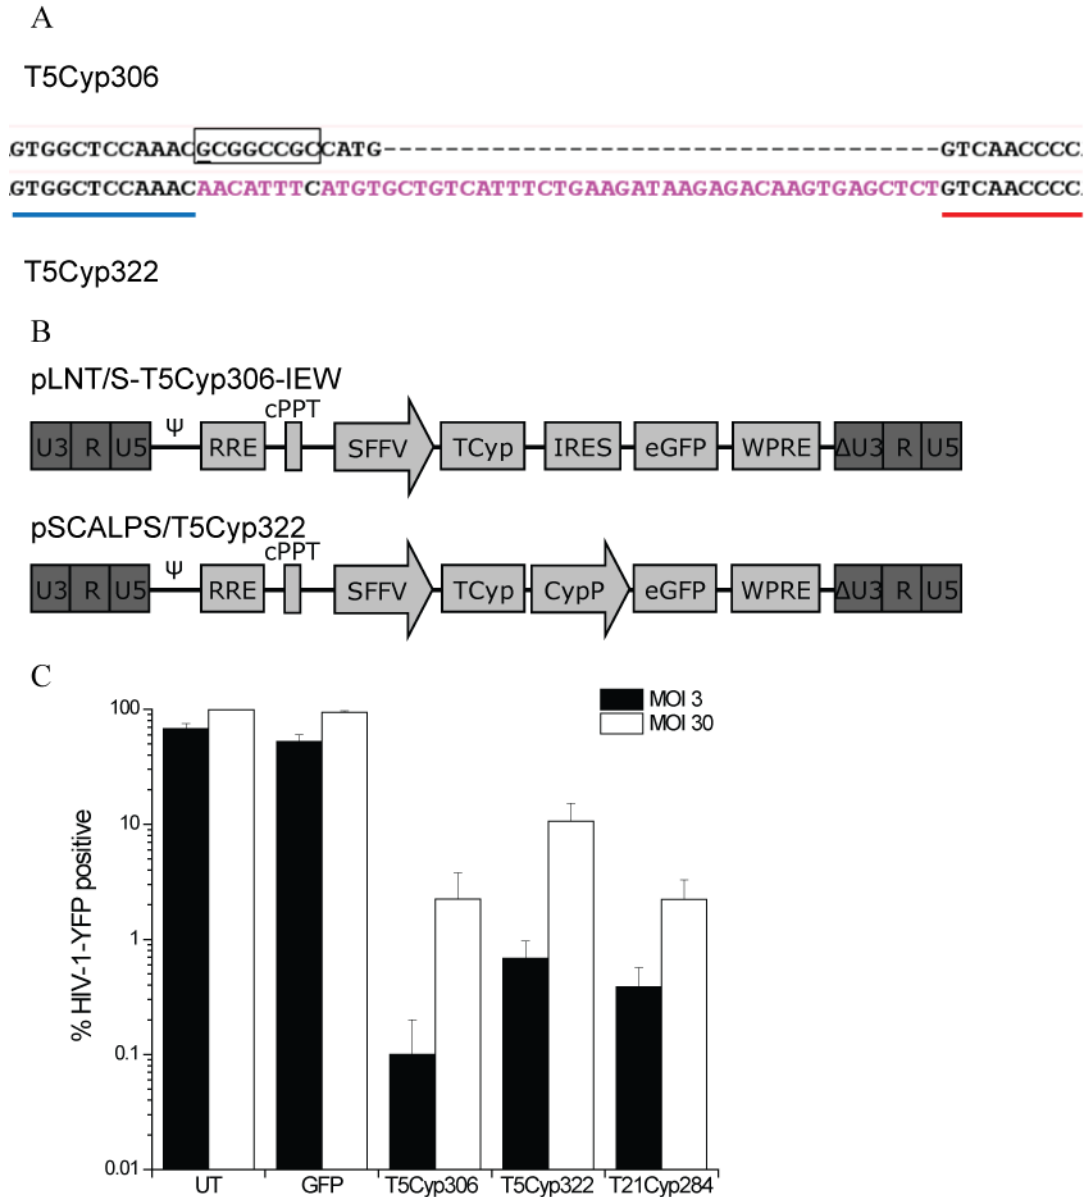 A
T5Cyp306
GTGGCTCCAAACGCGGCCGCCATG-----------------------------------GTCAACCCC
GTGGCTCCAAACAACATTTCATGTGCTGTCATTTCTGAAGATAAGAGACAAGTGAGCTCTGTCAACCCC
T5Cyp322
B
pLNT/S-T5Cyp306-IEW
U3 R U5 Ψ RRE cPPT SFFV TCyp IRES eGFP WPRE ΔU3 R U5
pSCALPS/T5Cyp322
U3 R U5 Ψ RRE cPPT SFFV TCyp CypP eGFP WPRE ΔU3 R U5
C
MOI 3
MOI 30
% HIV-1-YFP positive
100
10
1
0.1
0.01
UT GFP T5Cyp306 T5Cyp322 T21Cyp284